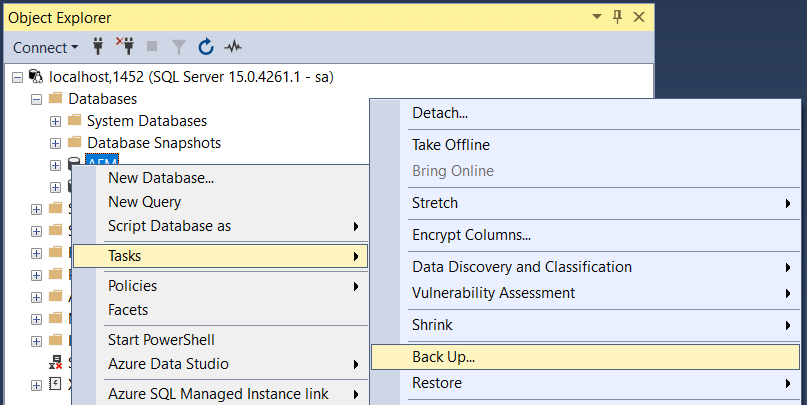 Object Explorer
Connect
localhost,1452 (SQL Server 15.0.4261.1 - sa)
Databases
System Databases
Database Snapshots
New Database...
New Query
Script Database as
Tasks
Policies
Facets
Start PowerShell
Azure Data Studio
Azure SQL Managed Instance link
Detach...
Take Offline
Bring Online
Stretch
Encrypt Columns...
Data Discovery and Classification
Vulnerability Assessment
Shrink
Back Up...
Restore